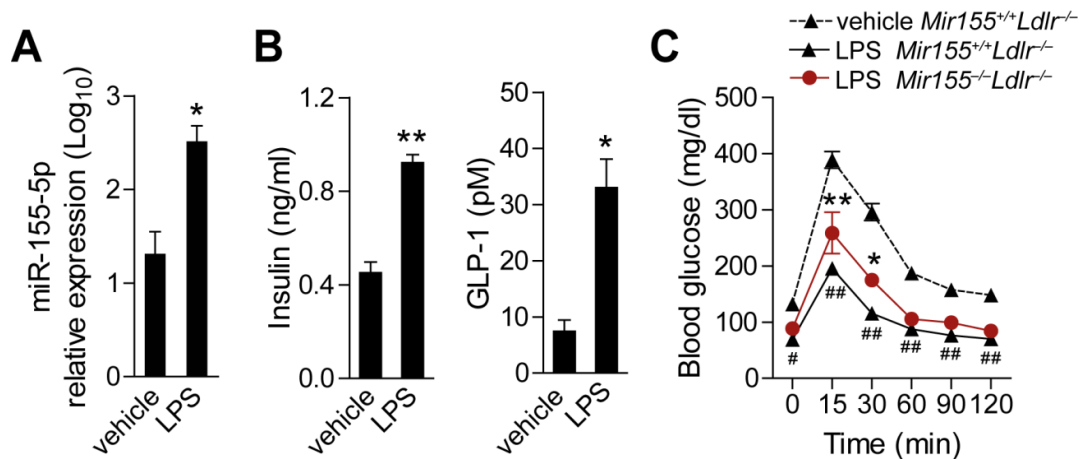 A
miR-155-5p
relative expression (Log10)
3
2
1
0
*
vehicle
LPS
B
Insulin (ng/ml)
1.2
0.8
0.4
0.0
**
vehicle
LPS
GLP-1 (pM)
50
40
30
20
10
0
*
vehicle
LPS
C
vehicle Mir155+/+Ldlr–/–
LPS Mir155+/+Ldlr–/–
LPS Mir155–/–Ldlr–/–
Blood glucose (mg/dl)
500
400
300
200
100
0
**
*
# ## ## ## ## ##
0 15 30 60 90 120
Time (min)